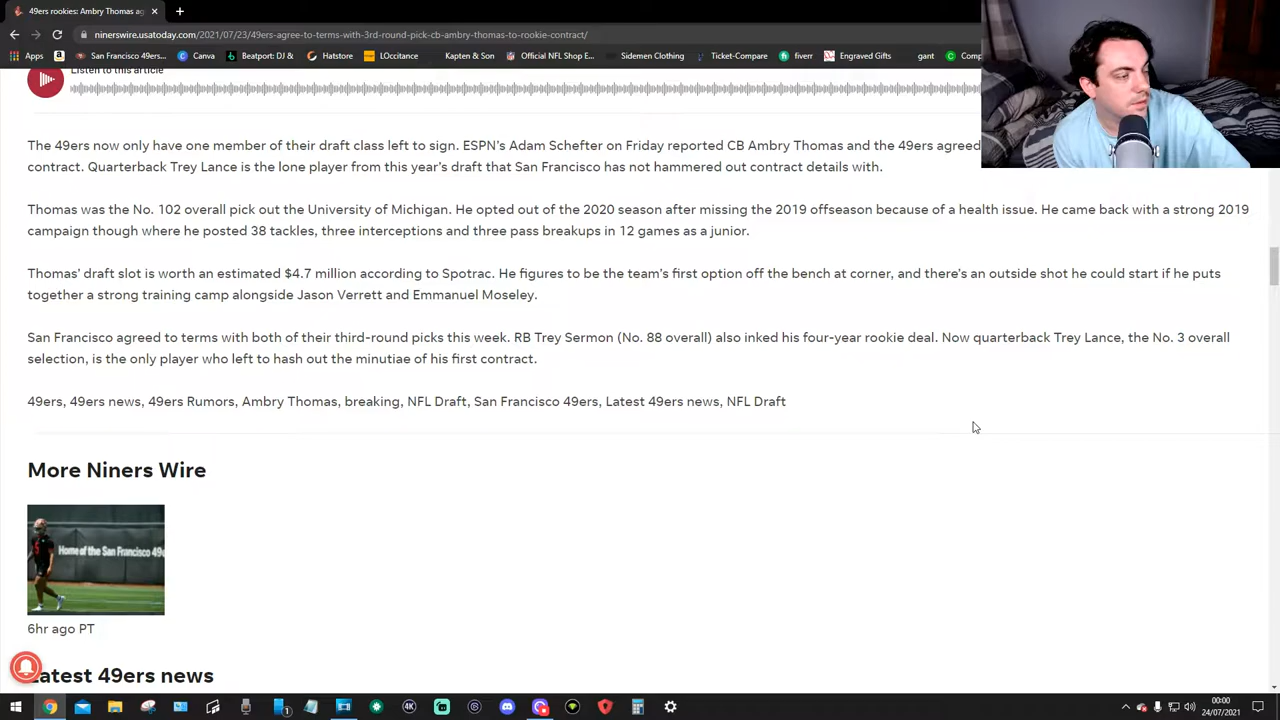 49ers rookies: Ambry Thomas ag
ninerswire.usatoday.com/2021/07/23/49ers-agree-to-terms-with-3rd-round-pick-cb-ambry-thomas-to-rookie-contract/
Apps San Francisco 49ers... Canva Beatport: DJ & Hatstore LOccitane Kapten & Son Official NFL Shop E... Sidemen Clothing Ticket-Compare fiverr Engraved Gifts gant Comp
Listen to this article
The 49ers now only have one member of their draft class left to sign. ESPN's Adam Schefter on Friday reported CB Ambry Thomas and the 49ers agreed
contract. Quarterback Trey Lance is the lone player from this year's draft that San Francisco has not hammered out contract details with.
Thomas was the No. 102 overall pick out the University of Michigan. He opted out of the 2020 season after missing the 2019 offseason because of a health issue. He came back with a strong 2019
campaign though where he posted 38 tackles, three interceptions and three pass breakups in 12 games as a junior.
Thomas' draft slot is worth an estimated $4.7 million according to Spotrac. He figures to be the team's first option off the bench at corner, and there's an outside shot he could start if he puts
together a strong training camp alongside Jason Verrett and Emmanuel Moseley.
San Francisco agreed to terms with both of their third-round picks this week. RB Trey Sermon (No. 88 overall) also inked his four-year rookie deal. Now quarterback Trey Lance, the No. 3 overall
selection, is the only player who left to hash out the minutiae of his first contract.
49ers, 49ers news, 49ers Rumors, Ambry Thomas, breaking, NFL Draft, San Francisco 49ers, Latest 49ers news, NFL Draft
More Niners Wire
Home of the San Francisco 49e
6hr ago PT
Latest 49ers news
00:00
24/07/2021